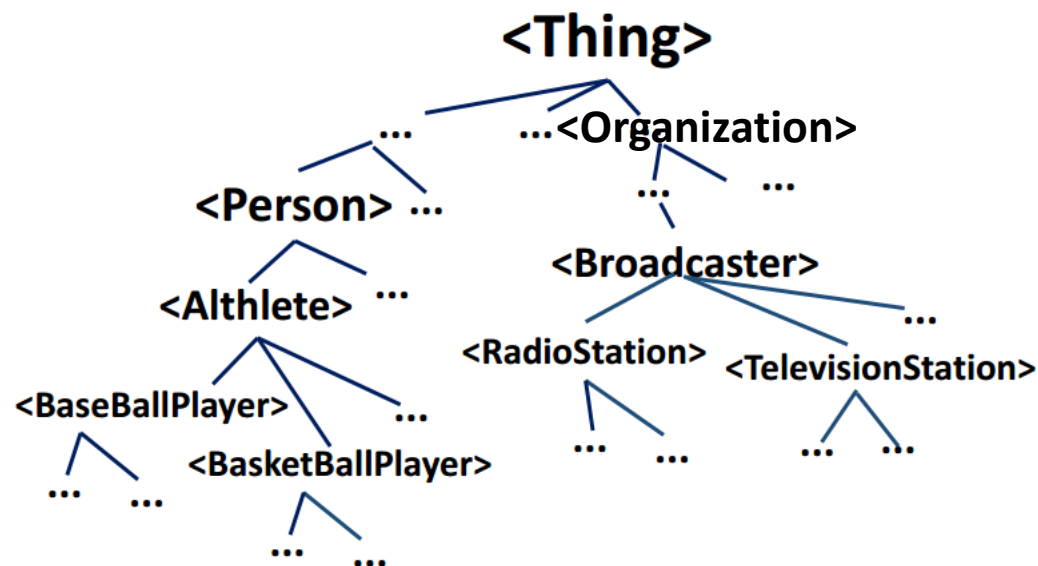 <Thing>
... ...<Organization>
... ...
<Person> ...
<Broadcaster>
<Althlete> ...
...
<RadioStation> <TelevisionStation>
<BaseBallPlayer> ...
... ... ... ...
<BasketBallPlayer>
... ...
... ...